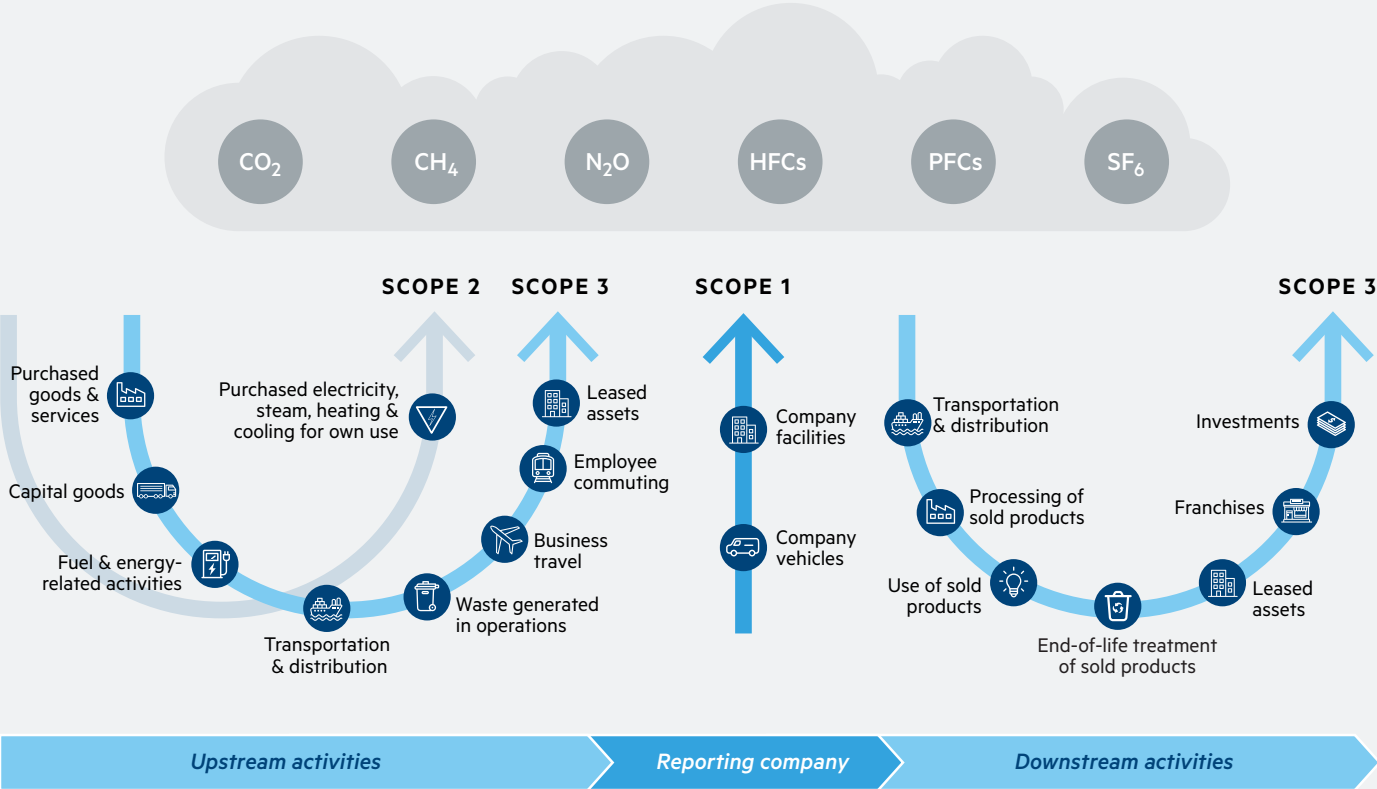 CO₂
CH₄
N₂O
HFCs
PFCs
SF₆
SCOPE 2
SCOPE 3
SCOPE 1
SCOPE 3
Purchased
goods &
services
Capital goods
Fuel & energy-
related activities
Transportation
& distribution
Waste generated
in operations
Business
travel
Employee
commuting
Leased
assets
Purchased electricity,
steam, heating &
cooling for own use
Company
facilities
Company
vehicles
Transportation
& distribution
Processing of
sold products
Use of sold
products
End-of-life treatment
of sold products
Leased
assets
Franchises
Investments
Upstream activities
Reporting company
Downstream activities